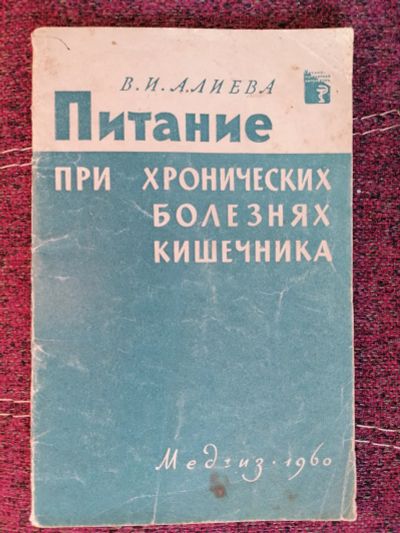 В. И. АЛИЕВА
Питание
ПРИ ХРОНИЧЕСКИХ
БОЛЕЗНЯХ
КИШЕЧНИКА
Медгиз · 1960